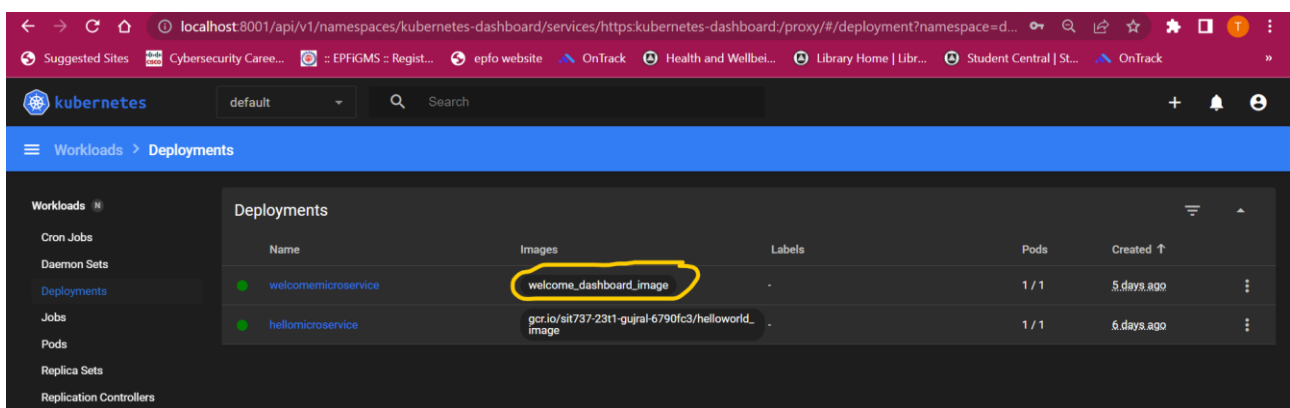 localhost:8001/api/v1/namespaces/kubernetes-dashboard/services/https:kubernetes-dashboard:/proxy/#/deployment?namespace=d...
T
Suggested Sites Cybersecurity Caree... :: EPFiGMS :: Regist... epfo website OnTrack Health and Wellbei... Library Home | Libr... Student Central | St... OnTrack »
kubernetes default Search
Workloads > Deployments
Workloads N
Cron Jobs
Daemon Sets
Deployments
Jobs
Pods
Replica Sets
Replication Controllers
Deployments
Name Images Labels Pods Created ↑
welcomemicroservice welcome_dashboard_image - 1 / 1 5 days ago
hellomicroservice gcr.io/sit737-23t1-gujral-6790fc3/helloworld_ - 1 / 1 6 days ago
image